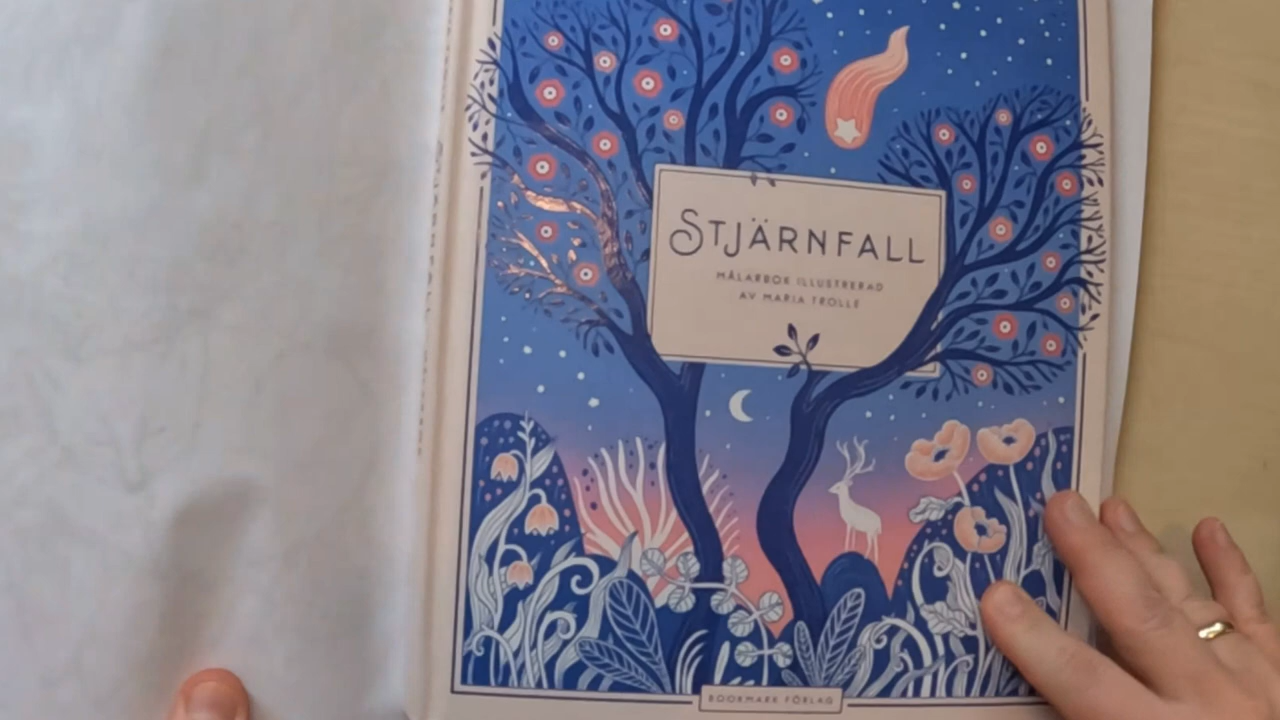 STJÄRNFALL
MÅLARBOK ILLUSTRERAD
AV MARIA TROLLE
BOOKMARK FÖRLAG